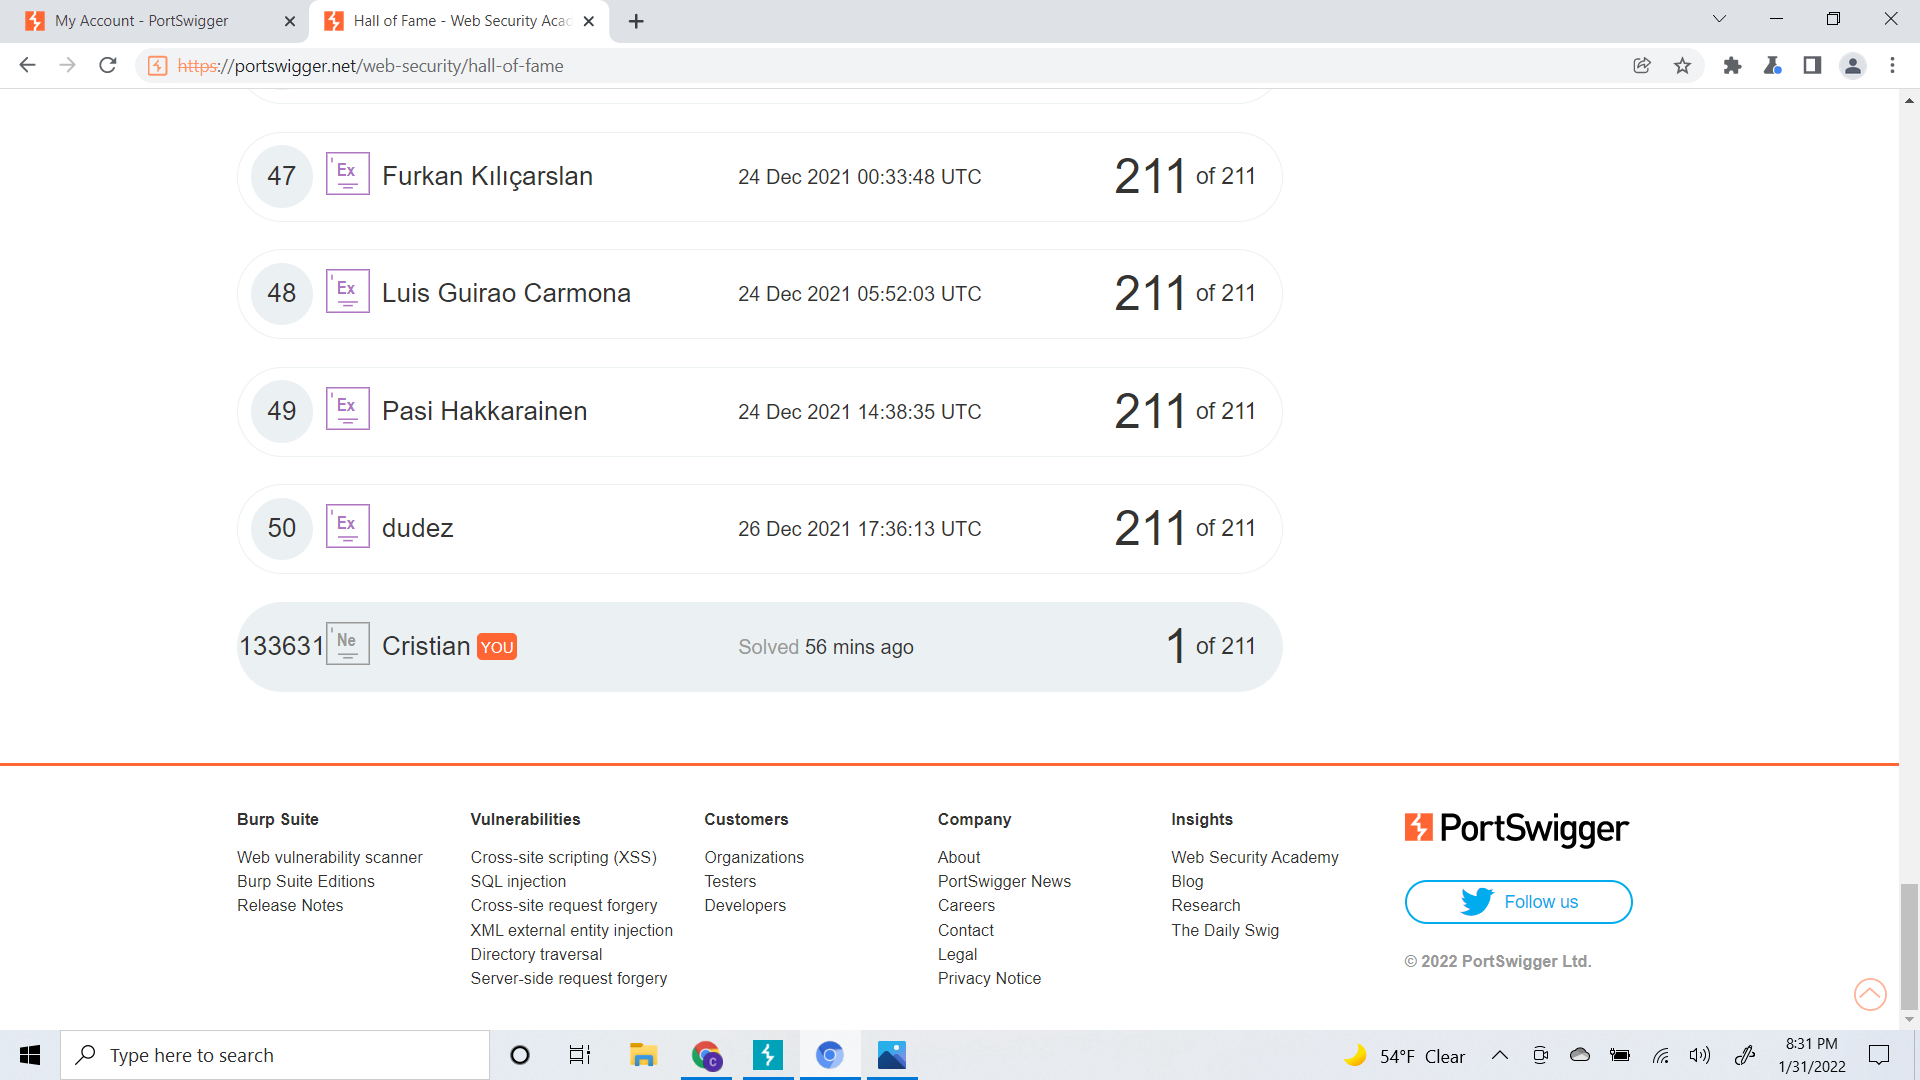 My Account - PortSwigger
Hall of Fame - Web Security Acad
https://portswigger.net/web-security/hall-of-fame
47 Ex Furkan Kılıçarslan 24 Dec 2021 00:33:48 UTC 211 of 211
48 Ex Luis Guirao Carmona 24 Dec 2021 05:52:03 UTC 211 of 211
49 Ex Pasi Hakkarainen 24 Dec 2021 14:38:35 UTC 211 of 211
50 Ex dudez 26 Dec 2021 17:36:13 UTC 211 of 211
133631 Ne Cristian YOU Solved 56 mins ago 1 of 211
Burp Suite
Web vulnerability scanner
Burp Suite Editions
Release Notes
Vulnerabilities
Cross-site scripting (XSS)
SQL injection
Cross-site request forgery
XML external entity injection
Directory traversal
Server-side request forgery
Customers
Organizations
Testers
Developers
Company
About
PortSwigger News
Careers
Contact
Legal
Privacy Notice
Insights
Web Security Academy
Blog
Research
The Daily Swig
PortSwigger
Follow us
© 2022 PortSwigger Ltd.
Type here to search
C
54°F Clear
8:31 PM
1/31/2022